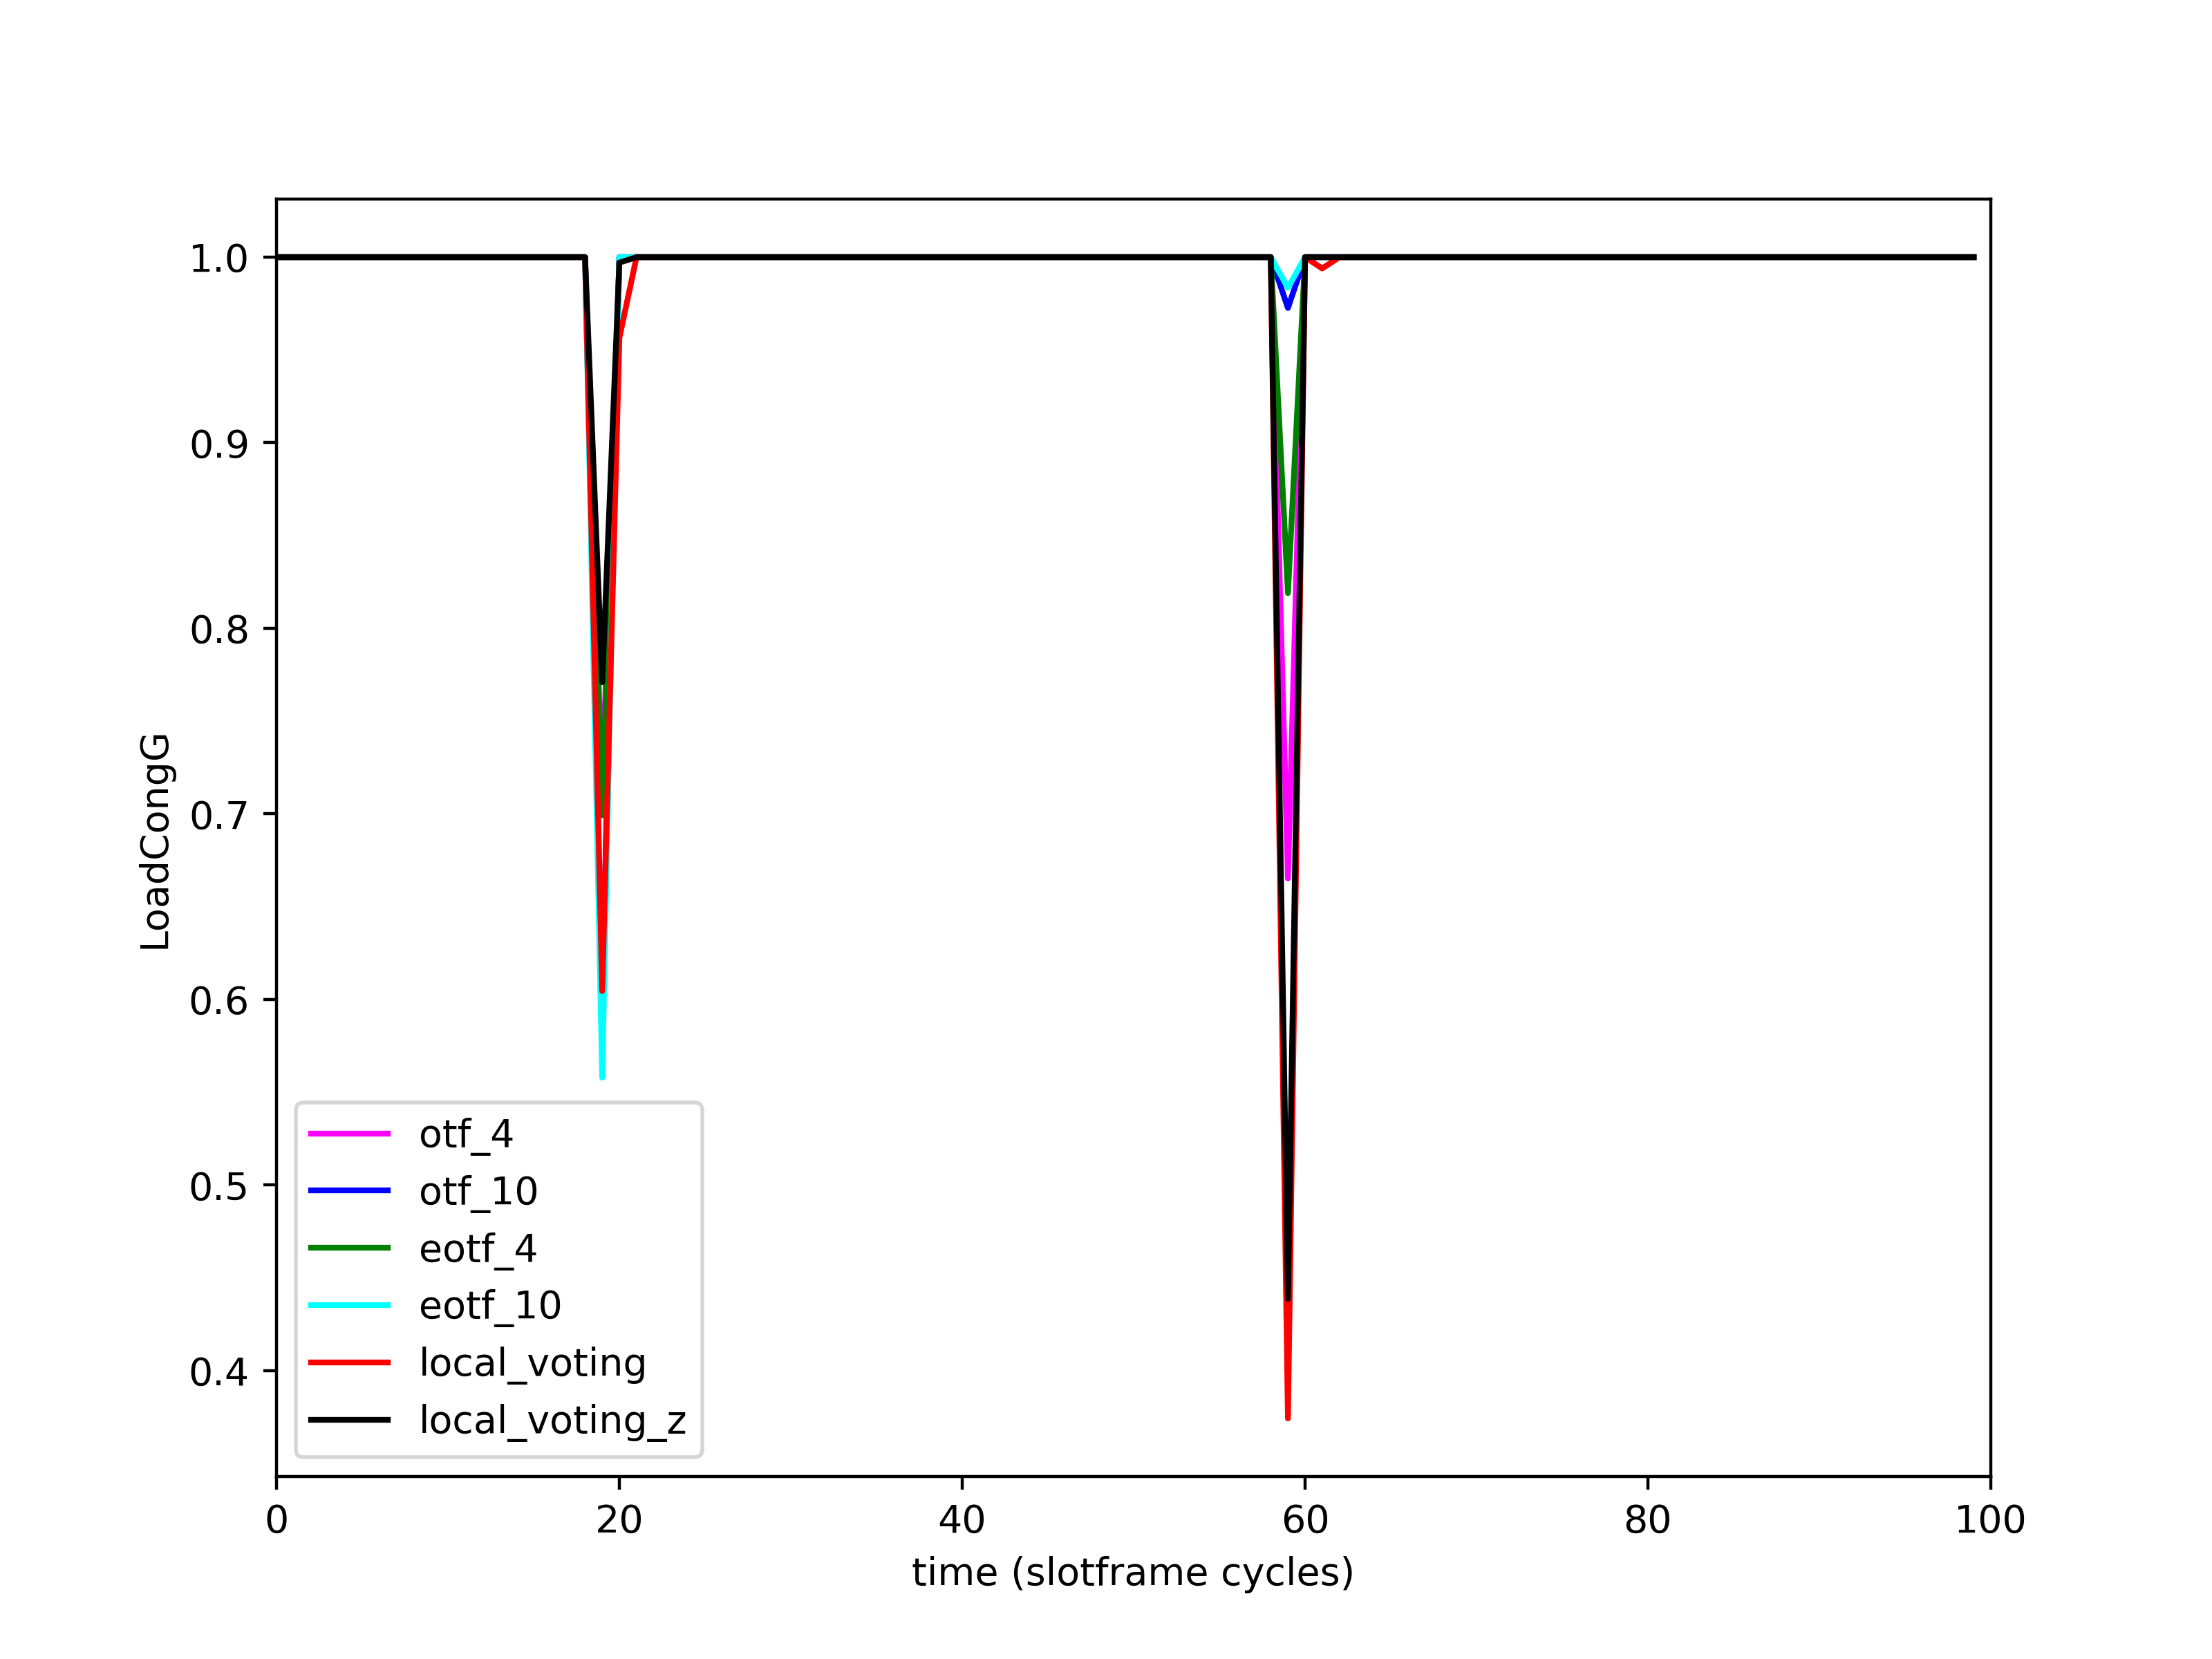 1.0
0.9
0.8
0.7
0.6
0.5
0.4
LoadCongG
otf_4
otf_10
eotf_4
eotf_10
local_voting
local_voting_z
0 20 40 60 80 100
time (slotframe cycles)